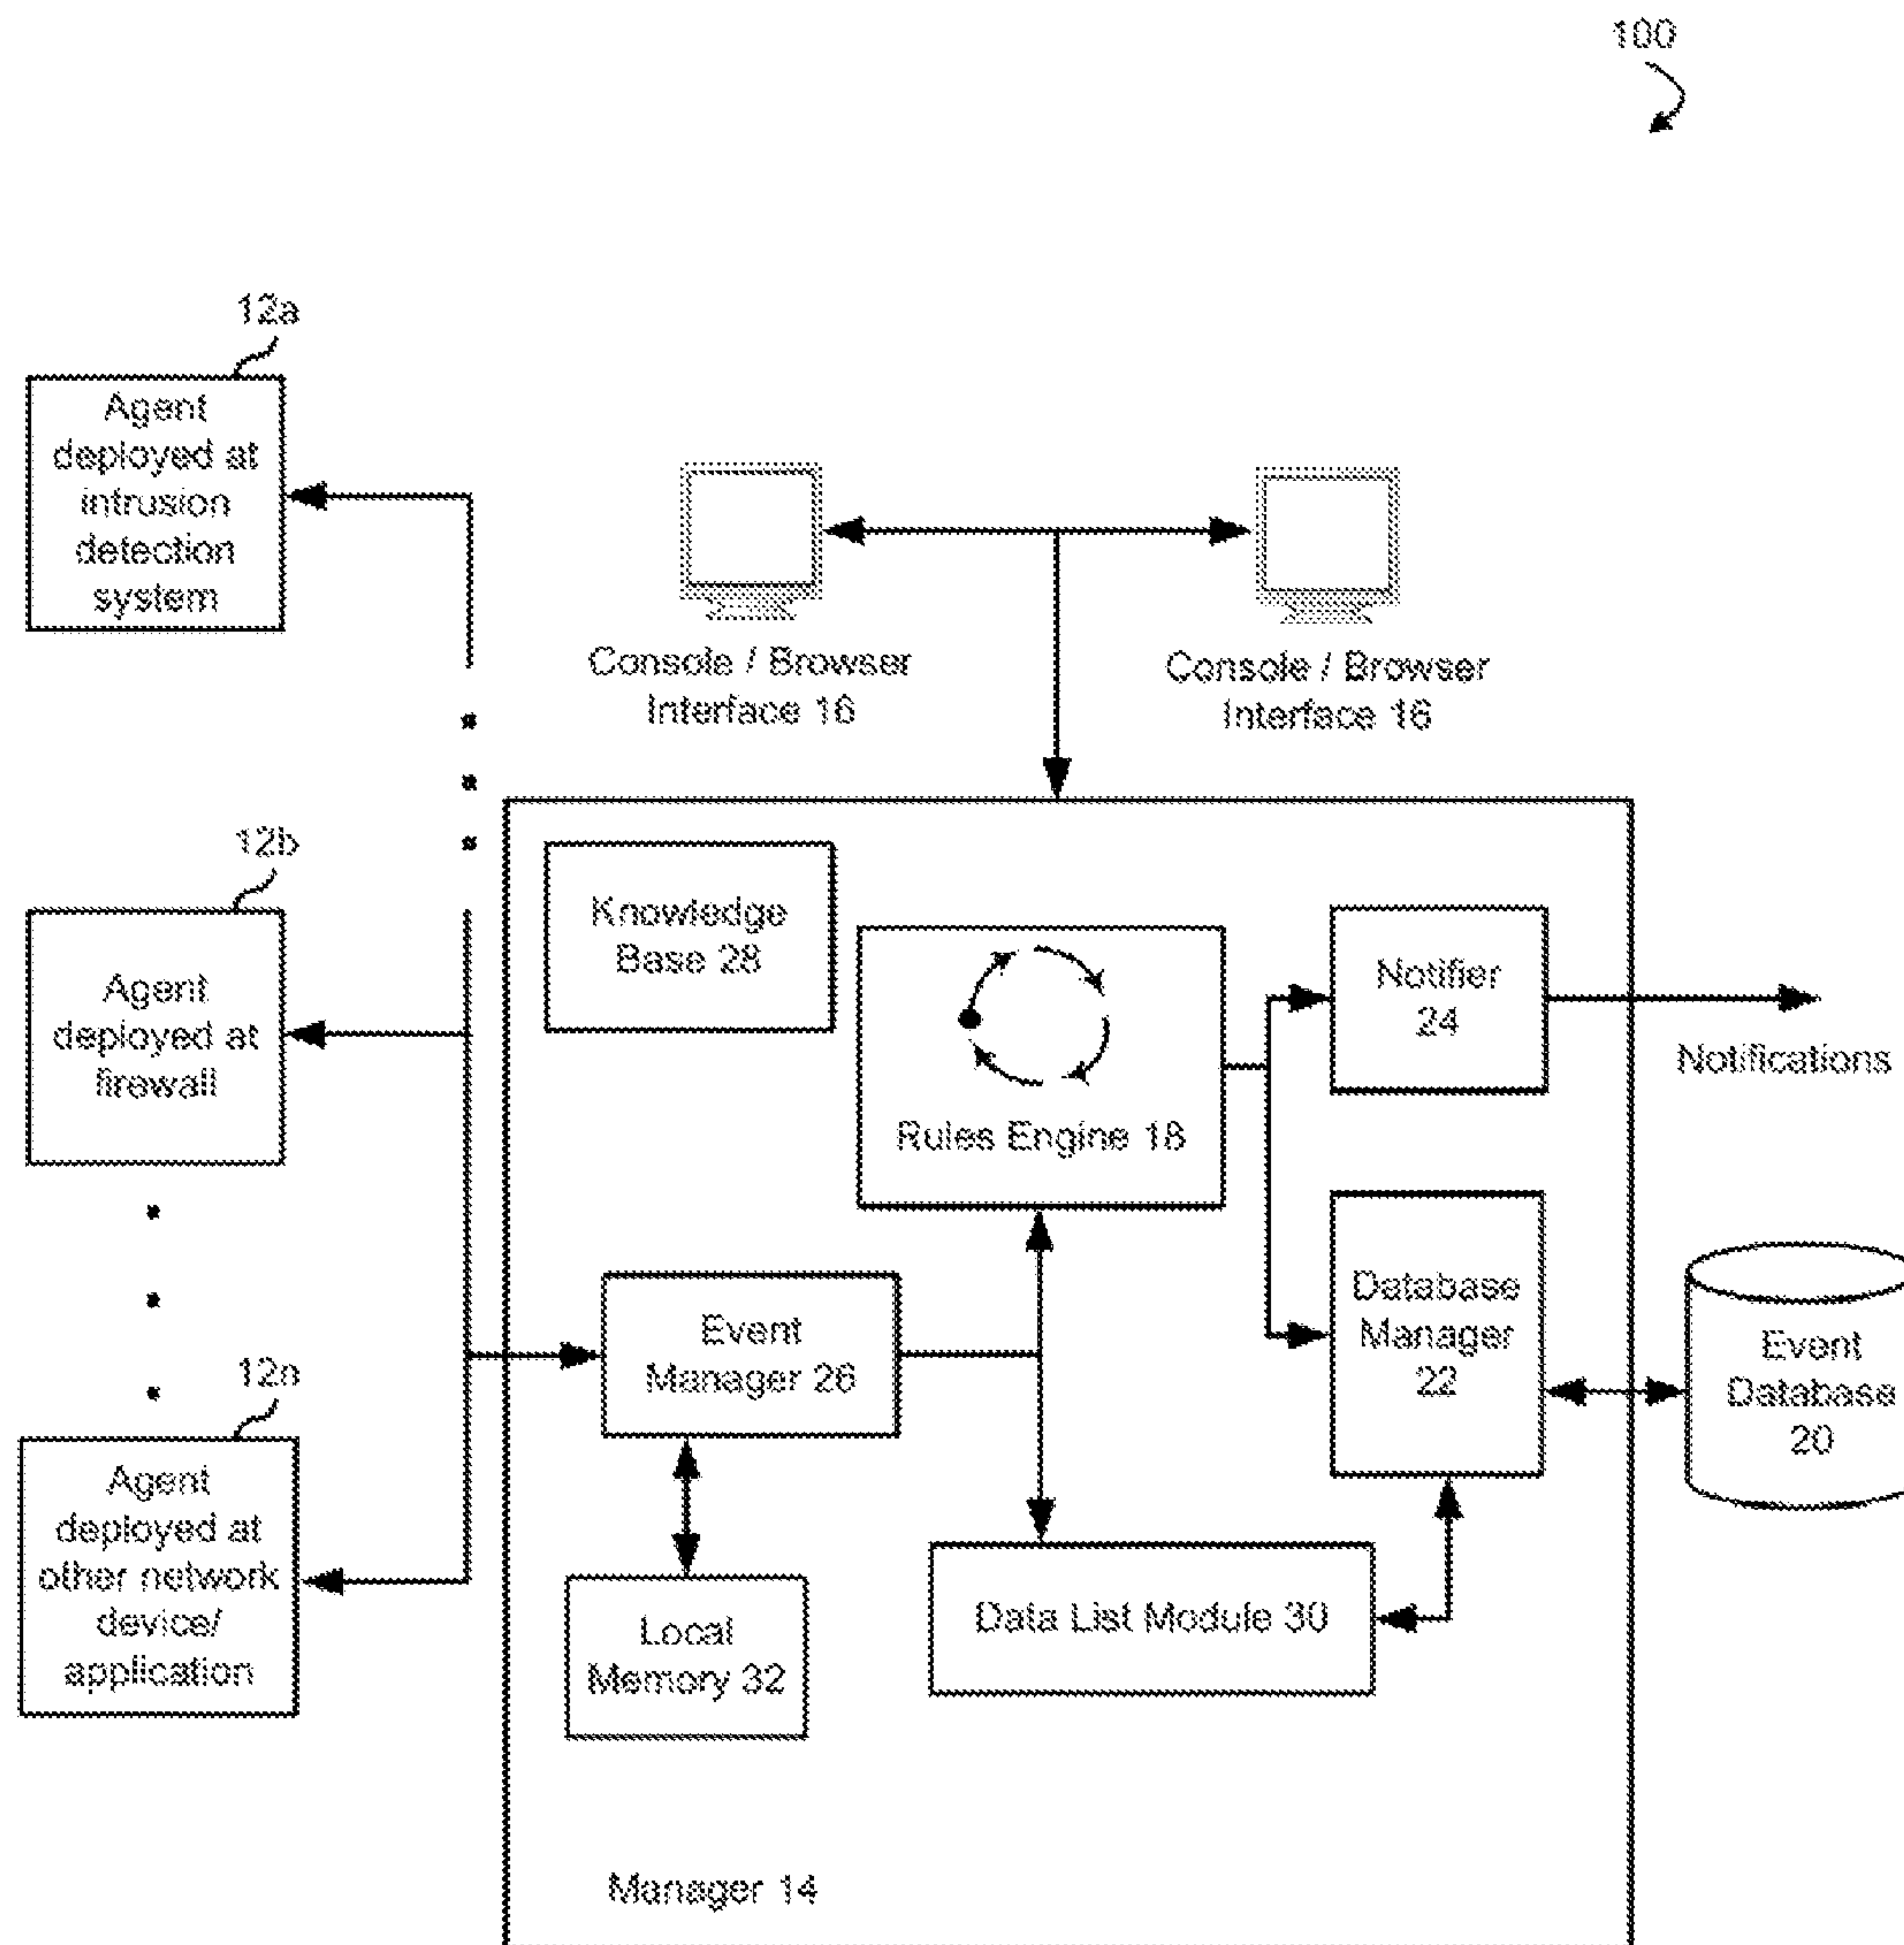 100
12a
Agent
deployed at
intrusion
detection
system
Console / Browser
Interface 16
Console / Browser
Interface 16
12b
Agent
deployed at
firewall
Knowledge
Base 28
Rules Engine 18
Notifier
24
Notifications
Event
Manager 26
Database
Manager
22
Event
Database
20
12n
Agent
deployed at
other network
device/
application
Local
Memory 32
Data List Module 30
Manager 14